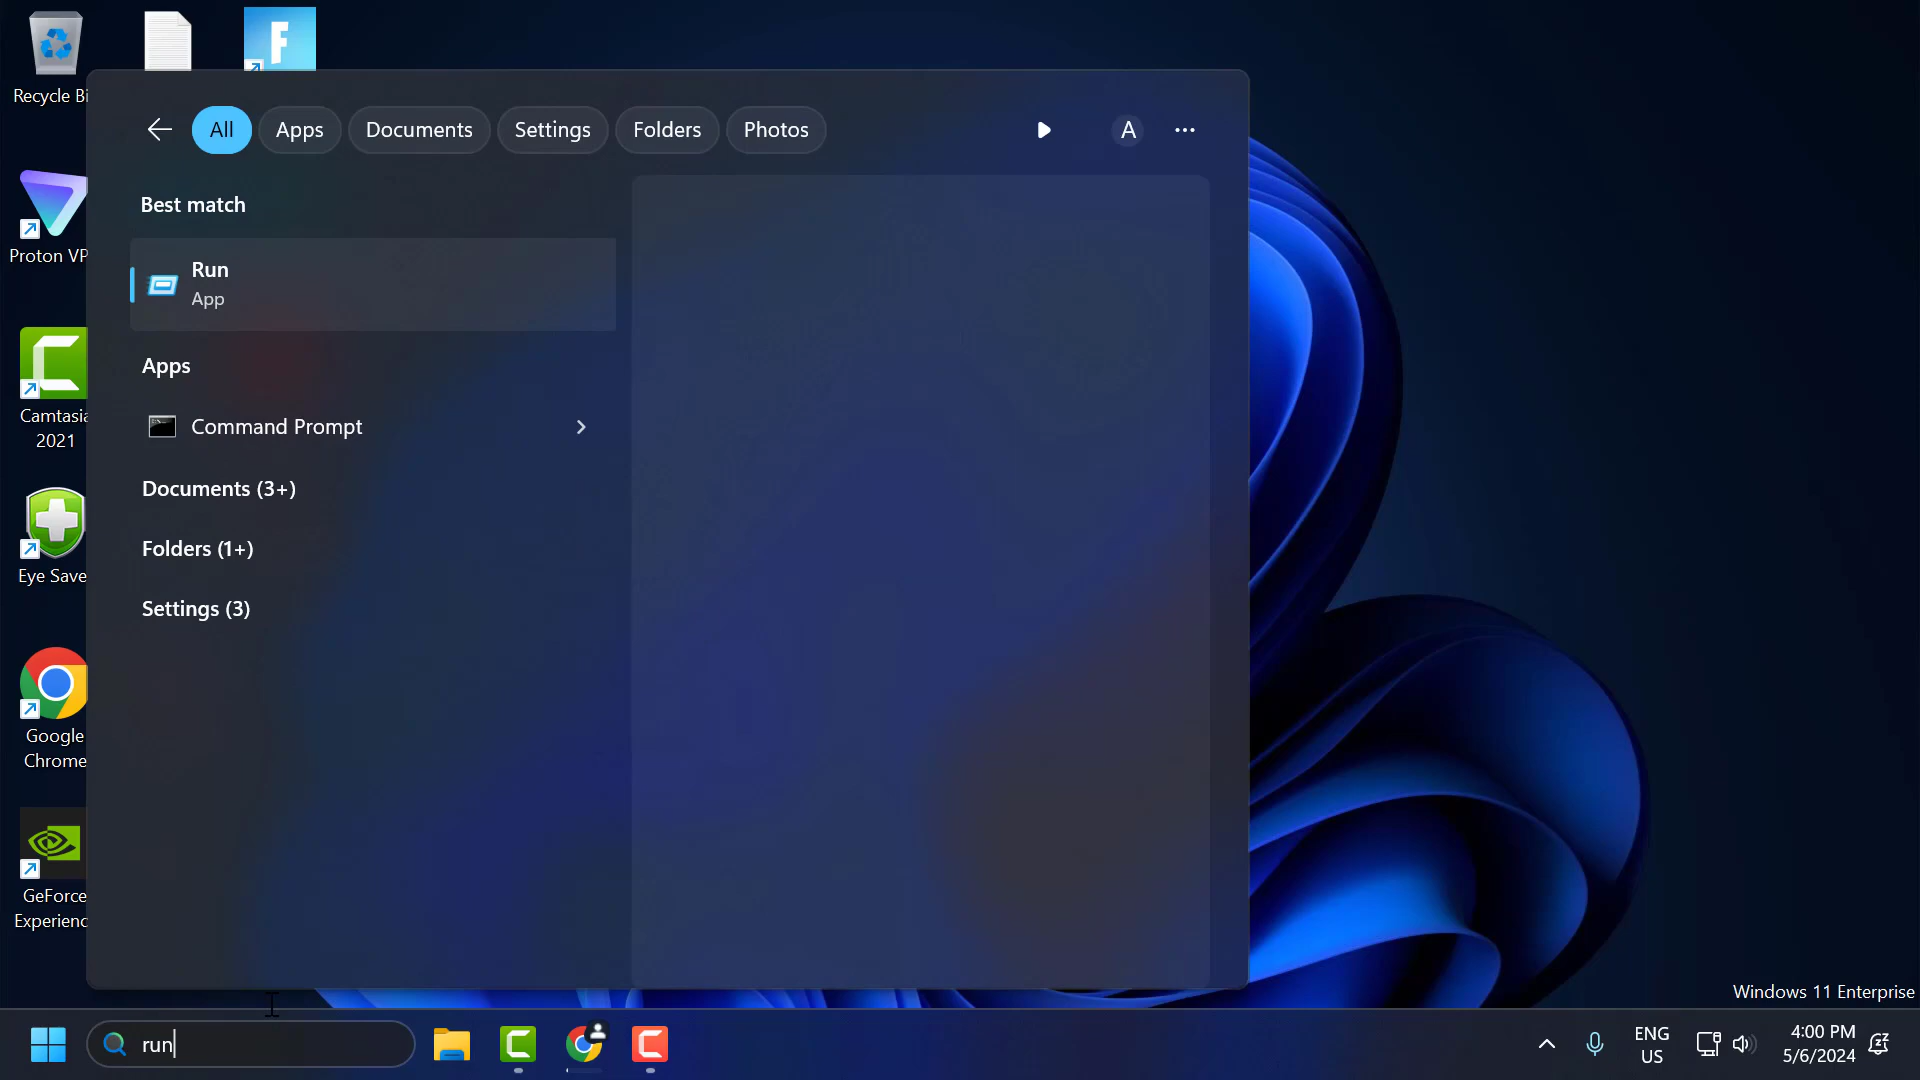 Recycle Bi
All
Apps
Documents
Settings
Folders
Photos
A
Best match
Run
App
Apps
Command Prompt
Documents (3+)
Folders (1+)
Settings (3)
Proton VP
Camtasia
2021
Eye Save
Google
Chrome
GeForce
Experienc
Windows 11 Enterprise
run
ENG
US
4:00 PM
5/6/2024